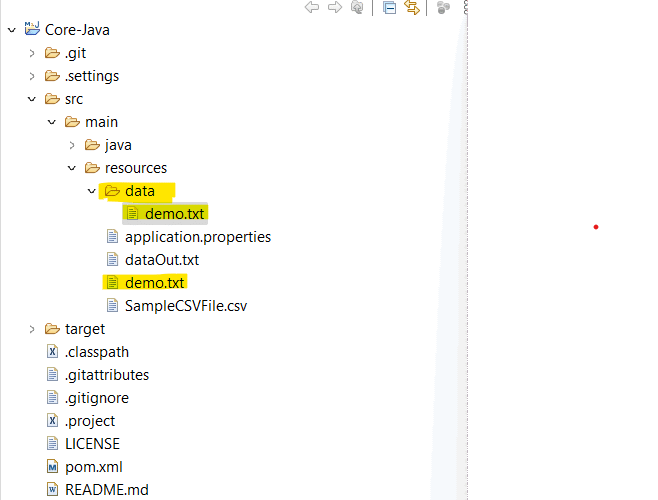 Core-Java
.git
.settings
src
main
java
resources
data
demo.txt
application.properties
dataOut.txt
demo.txt
SampleCSVFile.csv
target
.classpath
.gitattributes
.gitignore
.project
LICENSE
pom.xml
README.md